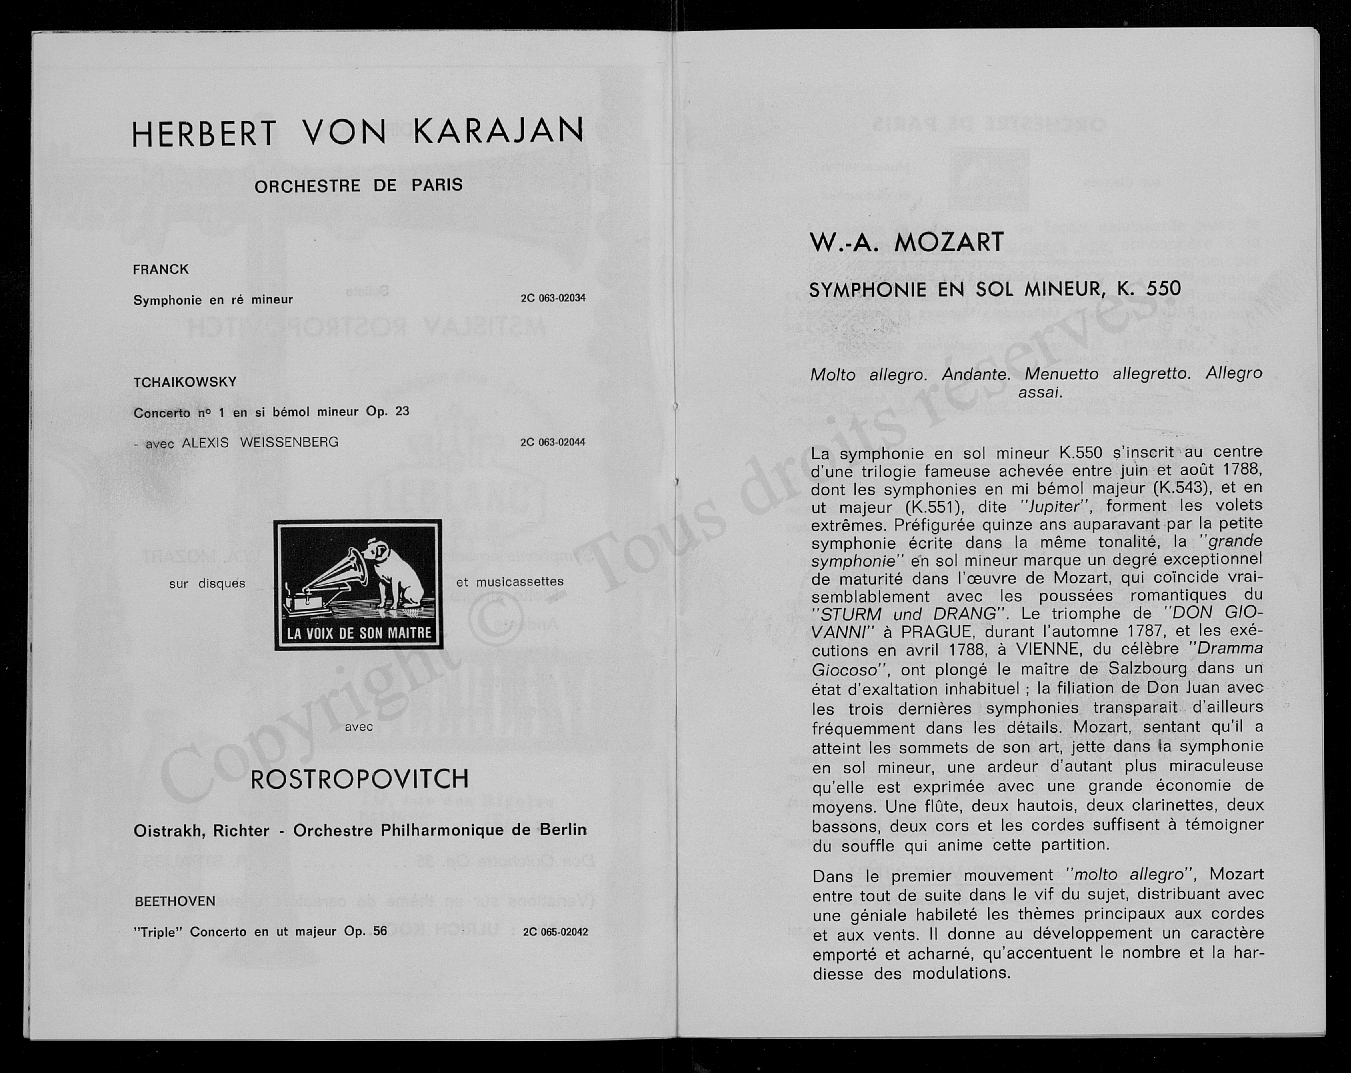 HERBERT VON KARAJAN
ORCHESTRE DE PARIS
FRANCK
Symphonie en ré mineur 2C 063-02034
TCHAIKOWSKY
Concerto nº 1 en si bémol mineur Op. 23
- avec ALEXIS WEISSENBERG 2C 063-02044
sur disques
LA VOIX DE SON MAITRE
et musicassettes
avec
ROSTROPOVITCH
Oistrakh, Richter - Orchestre Philharmonique de Berlin
BEETHOVEN
"Triple" Concerto en ut majeur Op. 56 2C 065-02042
W.-A. MOZART
SYMPHONIE EN SOL MINEUR, K. 550
Molto allegro. Andante. Menuetto allegretto. Allegro
assai.
La symphonie en sol mineur K.550 s'inscrit au centre
d'une trilogie fameuse achevée entre juin et août 1788,
dont les symphonies en mi bémol majeur (K.543), et en
ut majeur (K.551), dite "Jupiter", forment les volets
extrêmes. Préfigurée quinze ans auparavant par la petite
symphonie écrite dans la même tonalité, la "grande
symphonie" en sol mineur marque un degré exceptionnel
de maturité dans l'œuvre de Mozart, qui coïncide vrai-
semblablement avec les poussées romantiques du
"STURM und DRANG". Le triomphe de "DON GIO-
VANNI" à PRAGUE, durant l'automne 1787, et les exé-
cutions en avril 1788, à VIENNE, du célèbre "Dramma
Giocoso", ont plongé le maître de Salzbourg dans un
état d'exaltation inhabituel ; la filiation de Don Juan avec
les trois dernières symphonies transparait d'ailleurs
fréquemment dans les détails. Mozart, sentant qu'il a
atteint les sommets de son art, jette dans la symphonie
en sol mineur, une ardeur d'autant plus miraculeuse
qu'elle est exprimée avec une grande économie de
moyens. Une flûte, deux hautois, deux clarinettes, deux
bassons, deux cors et les cordes suffisent à témoigner
du souffle qui anime cette partition.
Dans le premier mouvement "molto allegro", Mozart
entre tout de suite dans le vif du sujet, distribuant avec
une géniale habileté les thèmes principaux aux cordes
et aux vents. Il donne au développement un caractère
emporté et acharné, qu'accentuent le nombre et la har-
diesse des modulations.
Copyright © - Tous droits réservés.